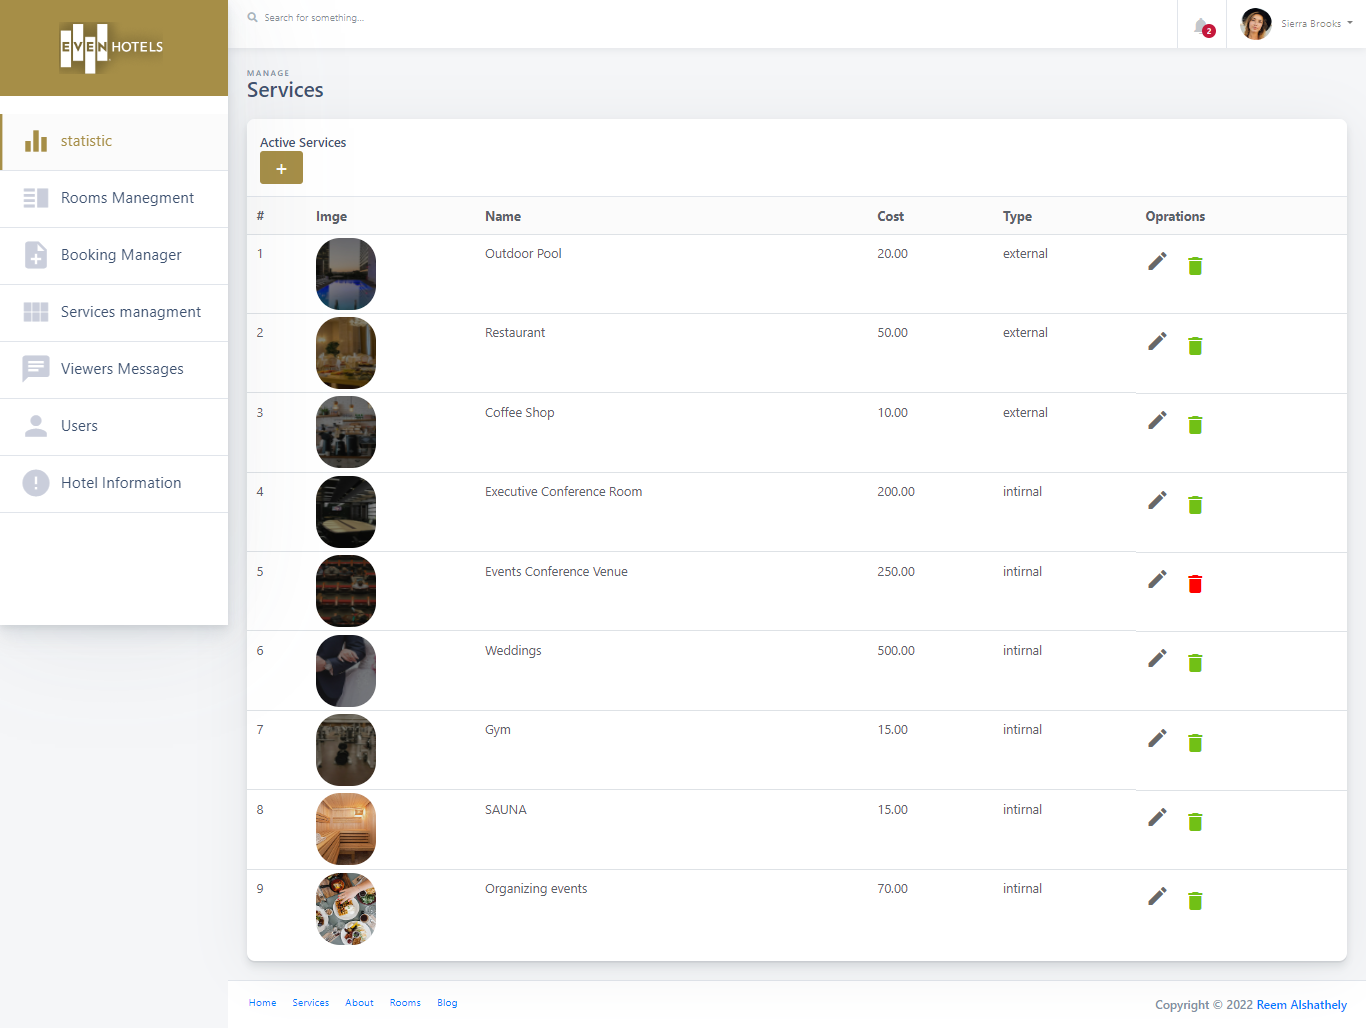 EVEN HOTELS
Search for something...
2
Sierra Brooks
statistic
Rooms Manegment
Booking Manager
Services managment
Viewers Messages
Users
Hotel Information
MANAGE
Services
Active Services
+
# Imge Name Cost Type Oprations
1 Outdoor Pool 20.00 external
2 Restaurant 50.00 external
3 Coffee Shop 10.00 external
4 Executive Conference Room 200.00 intirnal
5 Events Conference Venue 250.00 intirnal
6 Weddings 500.00 intirnal
7 Gym 15.00 intirnal
8 SAUNA 15.00 intirnal
9 Organizing events 70.00 intirnal
Home Services About Rooms Blog
Copyright © 2022 Reem Alshathely